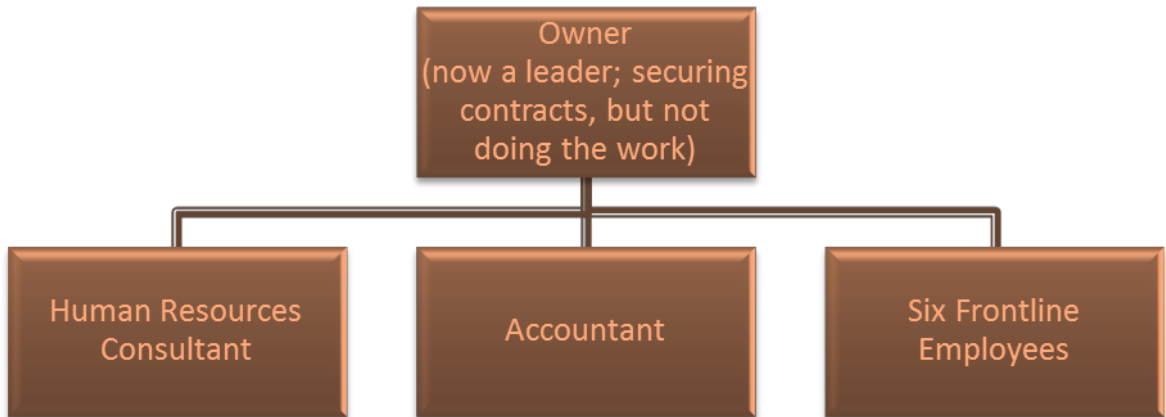 Owner
(now a leader; securing
contracts, but not
doing the work)
Human Resources
Consultant
Accountant
Six Frontline
Employees